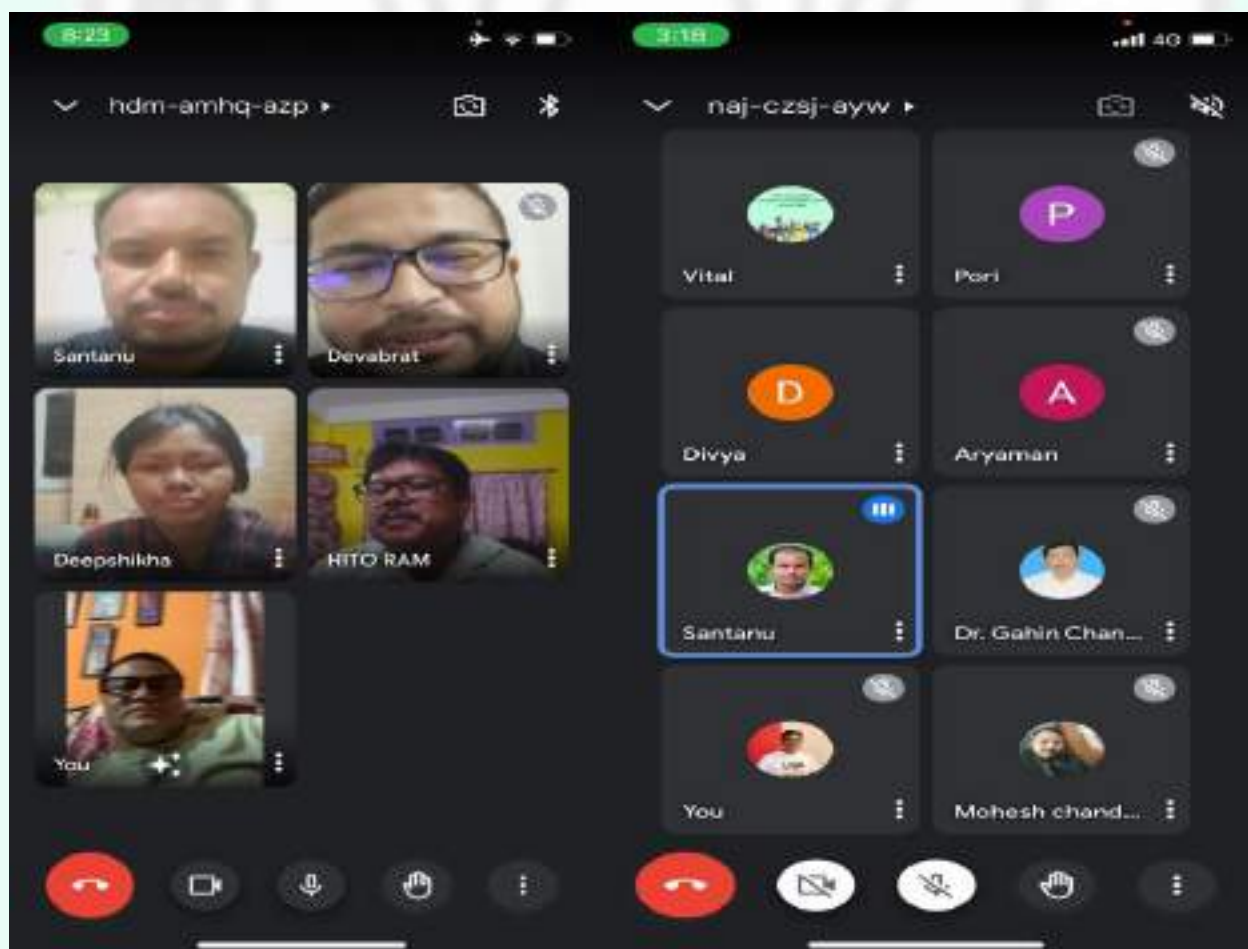 8:23
hdm-amhq-azp
Santanu
Devabrat
Deepshikha
HITO RAM
You
3:18
4G
naj-czsj-ayw
Vital
P
Pori
D
Divya
A
Aryaman
Santanu
Dr. Gahin Chan...
You
Mohesh chand...